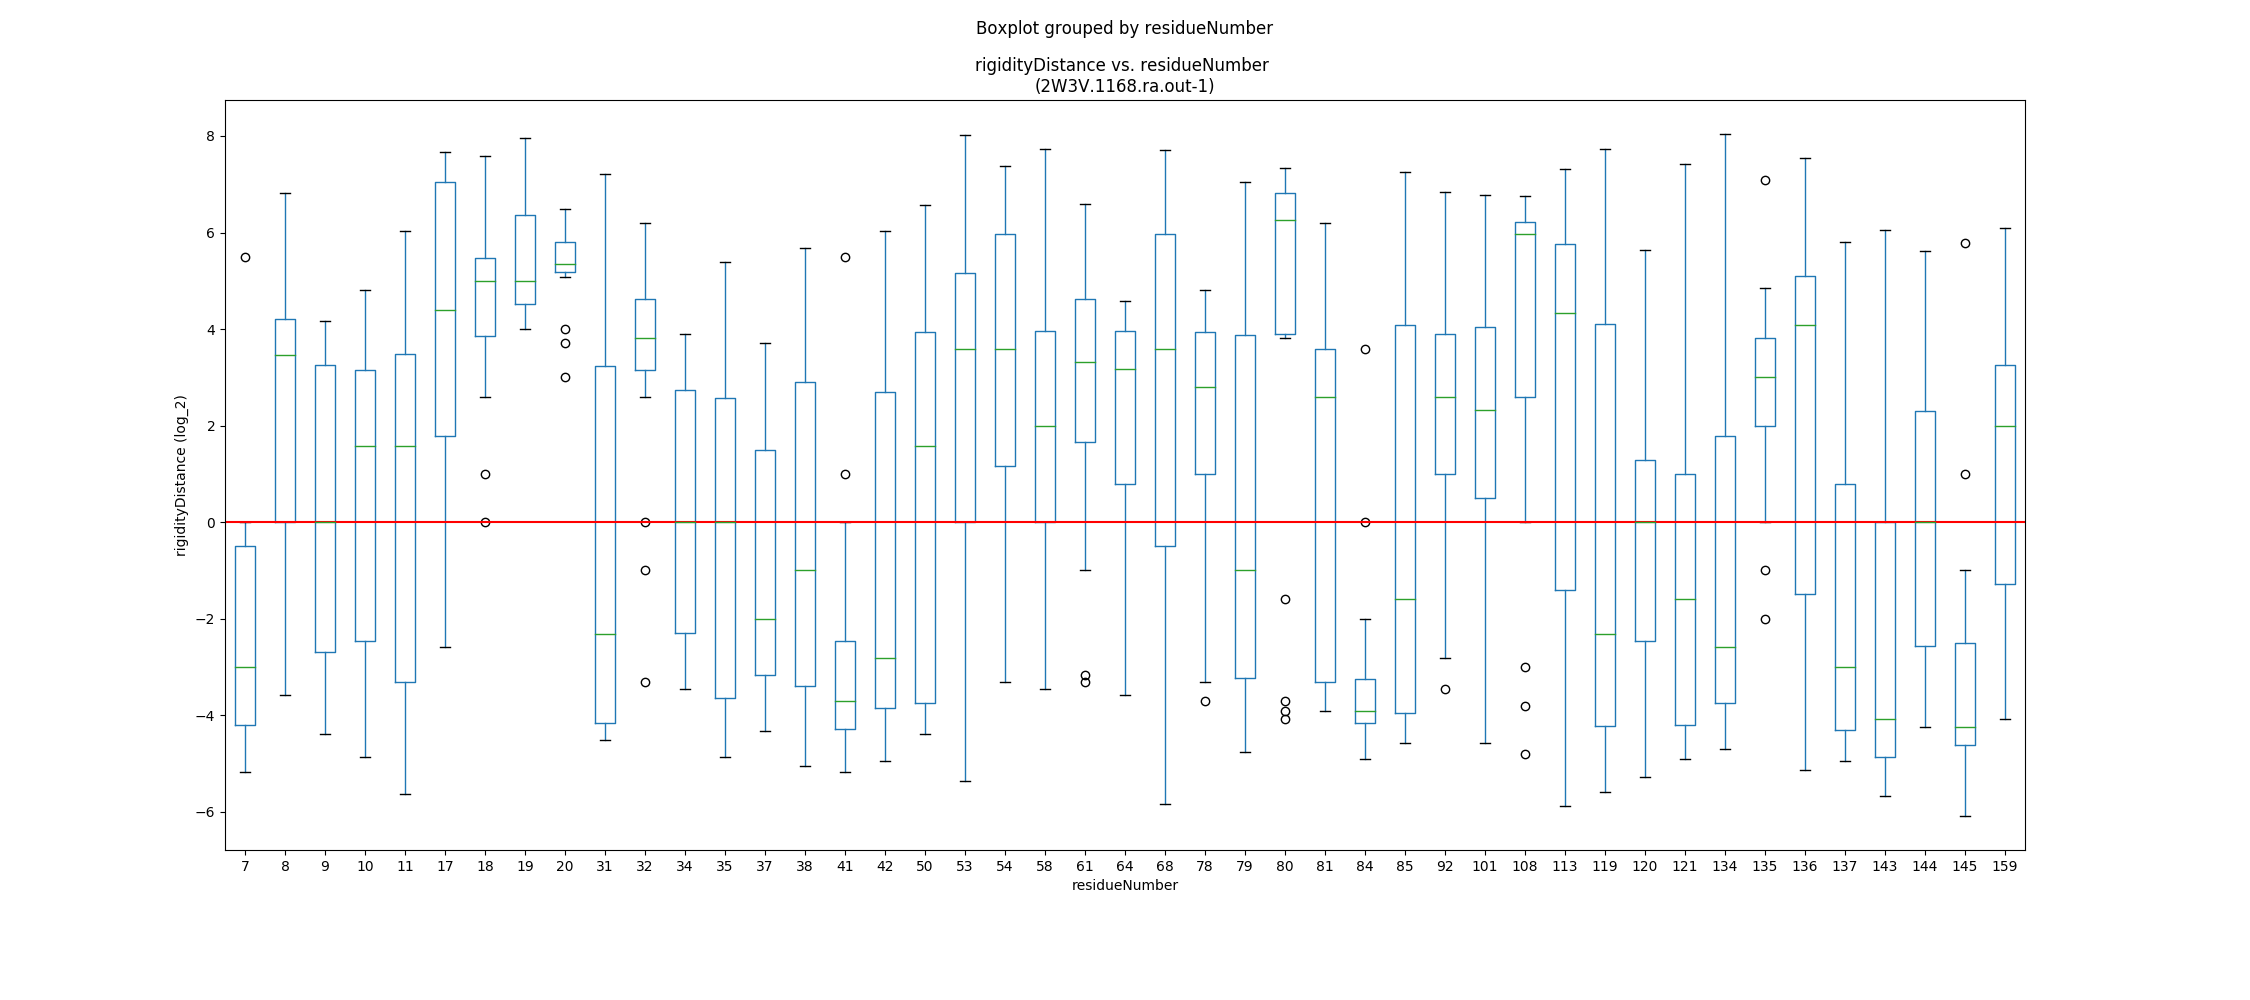 Boxplot grouped by residueNumber
rigidityDistance vs. residueNumber
(2W3V.1168.ra.out-1)
rigidityDistance (log_2)
8
6
4
2
0
−2
−4
−6
7 8 9 10 11 17 18 19 20 31 32 34 35 37 38 41 42 50 53 54 58 61 64 68 78 79 80 81 84 85 92 101 108 113 119 120 121 134 135 136 137 143 144 145 159
residueNumber